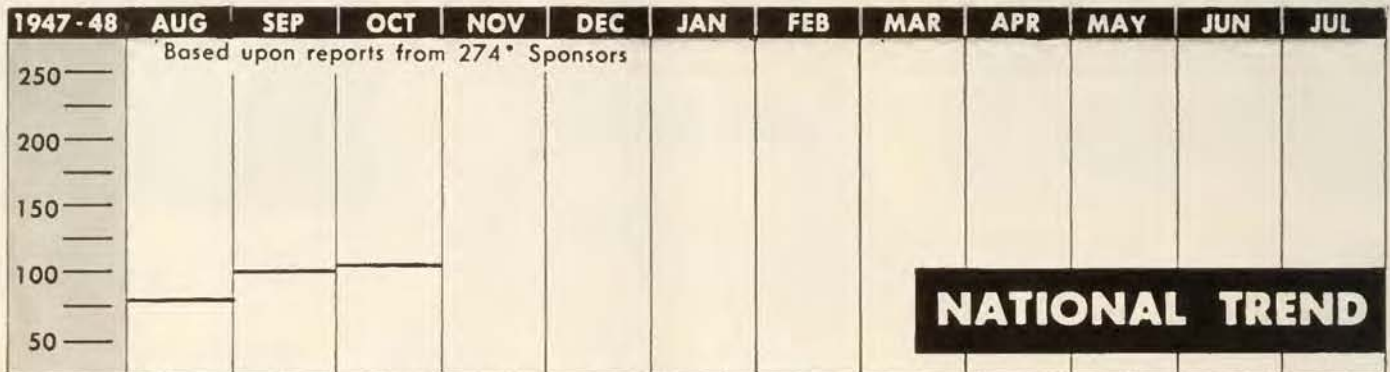 1947-48 AUG SEP OCT NOV DEC JAN FEB MAR APR MAY JUN JUL
Based upon reports from 274* Sponsors
250
200
150
100
NATIONAL TREND
50